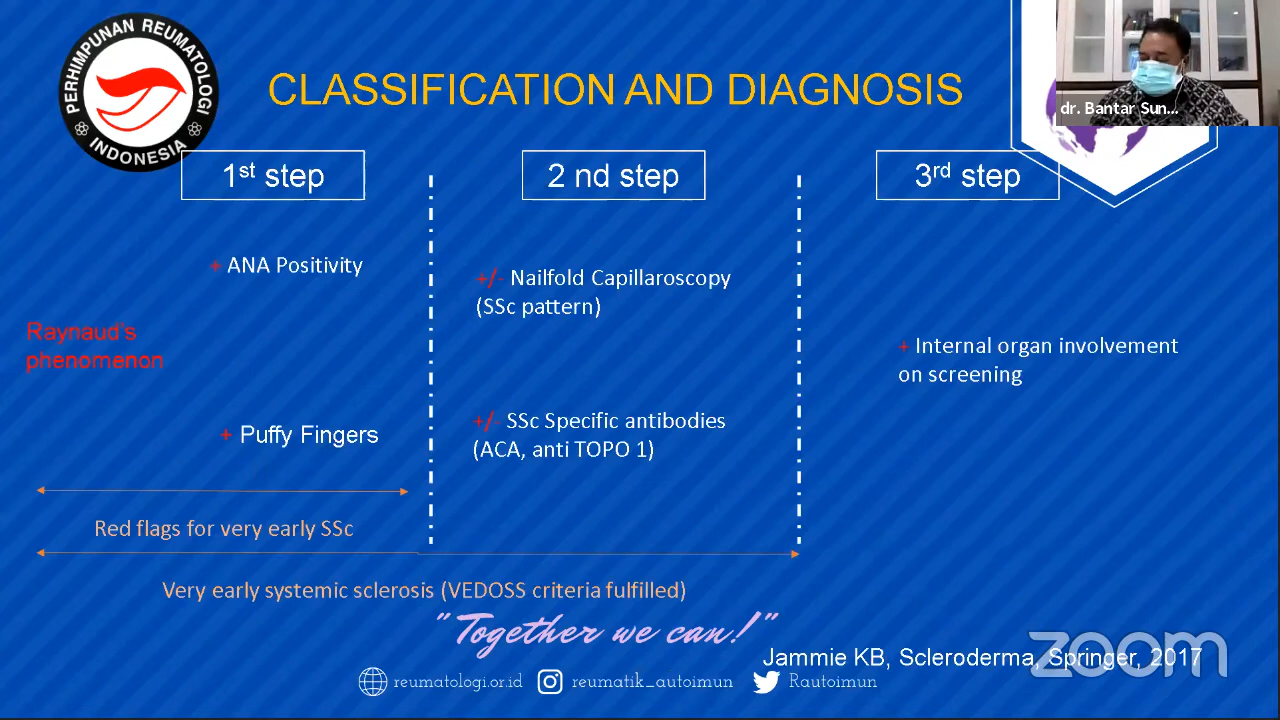 PERHIMPUNAN REUMATOLOGI
INDONESIA
CLASSIFICATION AND DIAGNOSIS
dr. Bantar Sun...
1st step
2 nd step
3rd step
+ ANA Positivity
+/- Nailfold Capillaroscopy
(SSc pattern)
Raynaud's
phenomenon
+ Internal organ involvement
on screening
+ Puffy Fingers
+/- SSc Specific antibodies
(ACA, anti TOPO 1)
Red flags for very early SSc
Very early systemic sclerosis (VEDOSS criteria fulfilled)
"Together we can!"
Jammie KB, Scleroderma, Springer, 2017
zoom
reumatologi.or.id
reumatik_autoimun
Rautoimun